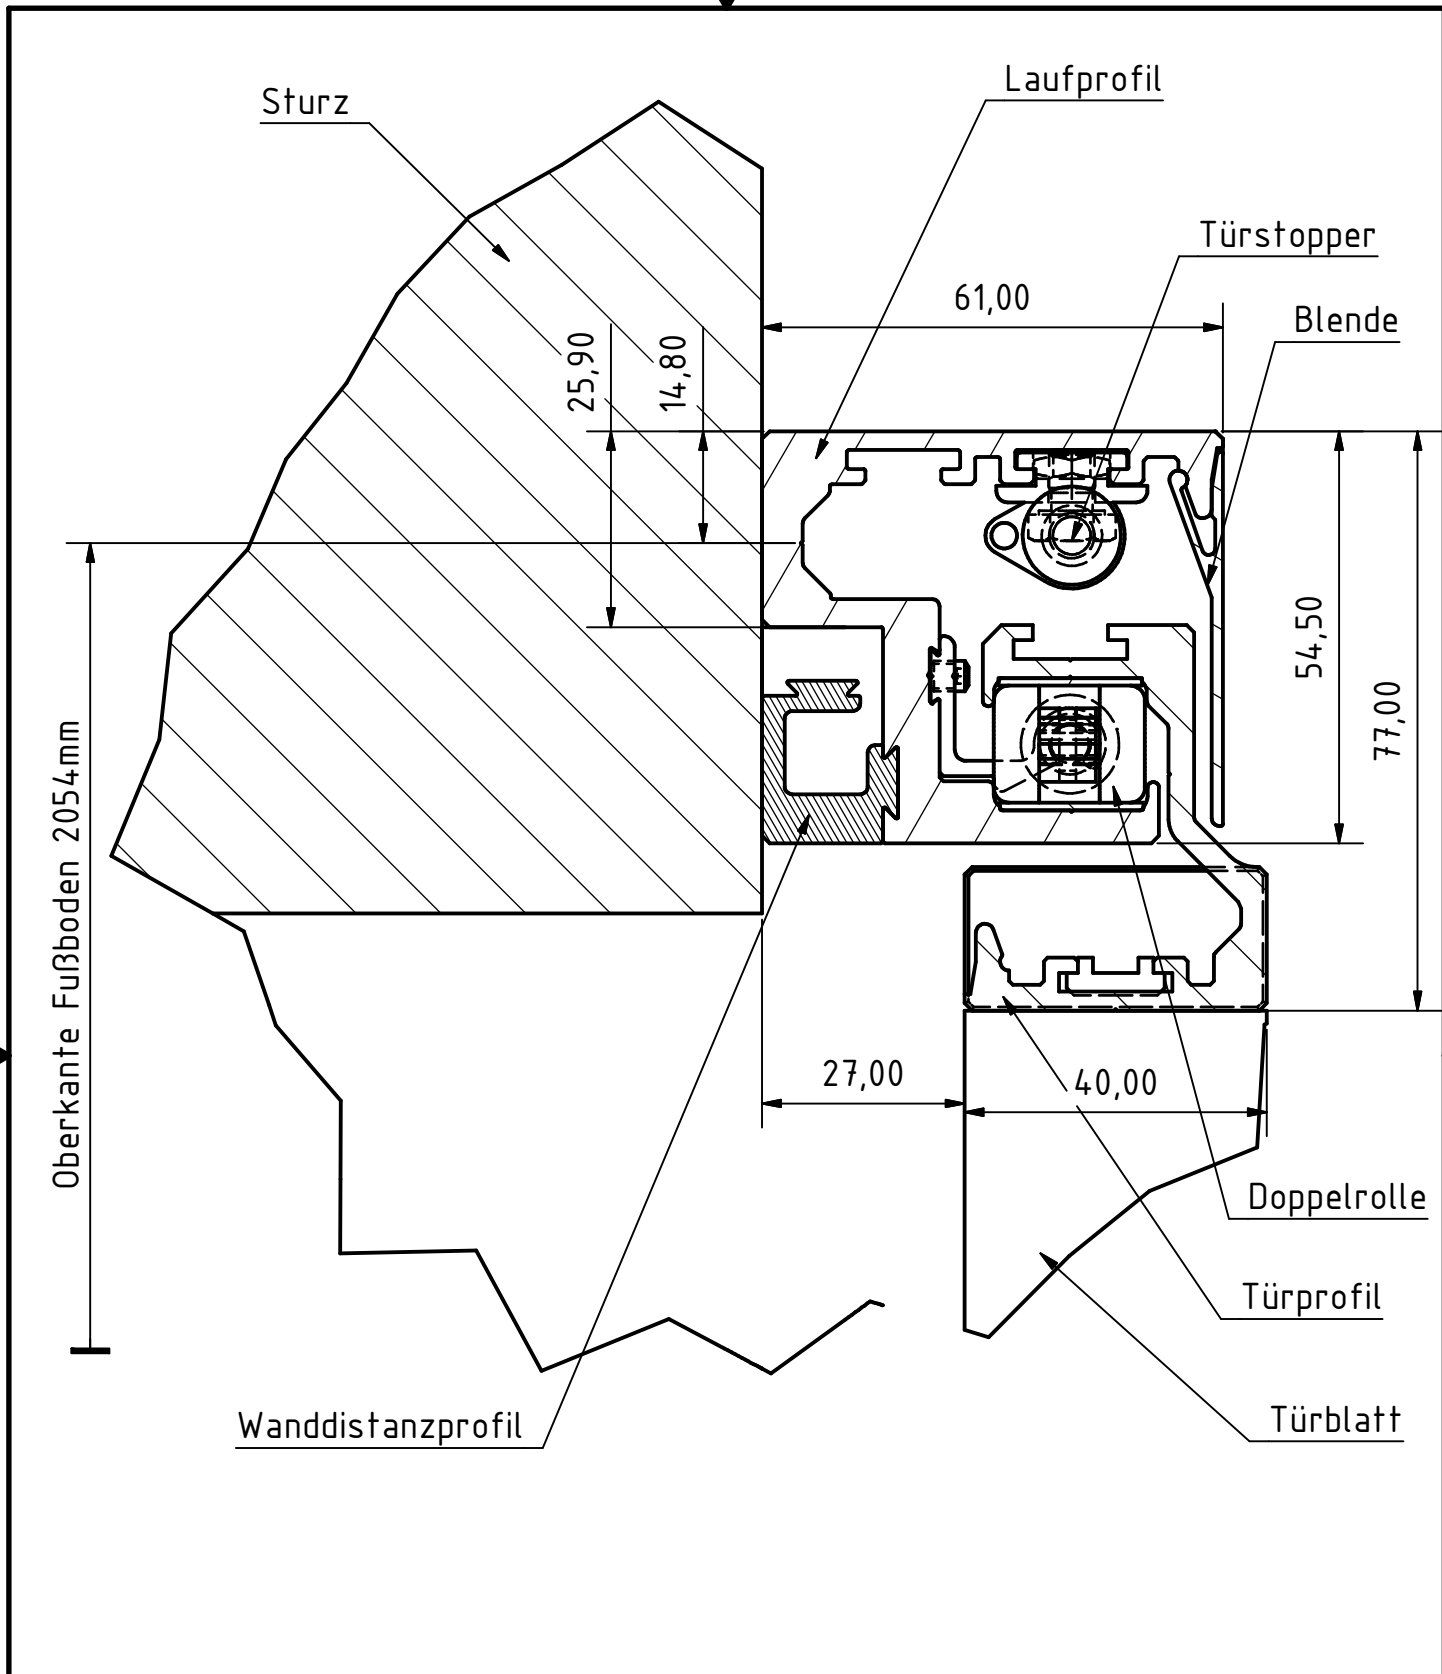 Sturz
Laufprofil
Türstopper
61,00
Blende
25,90
14,80
54,50
77,00
Oberkante Fußboden 2054mm
27,00
40,00
Doppelrolle
Türprofil
Türblatt
Wanddistanzprofil